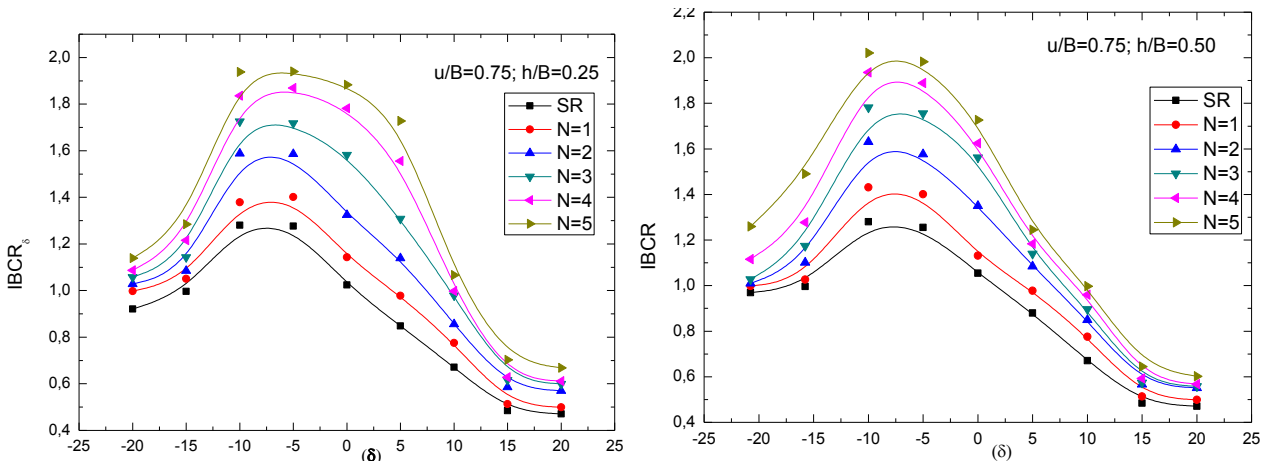 u/B=0.75; h/B=0.25
SR
N=1
N=2
N=3
N=4
N=5
IBCRδ
2,0
1,8
1,6
1,4
1,2
1,0
0,8
0,6
0,4
-25 -20 -15 -10 -5 0 5 10 15 20 25
(δ)
u/B=0.75; h/B=0.50
SR
N=1
N=2
N=3
N=4
N=5
IBCR
2,2
2,0
1,8
1,6
1,4
1,2
1,0
0,8
0,6
0,4
-25 -20 -15 -10 -5 0 5 10 15 20 25
(δ)